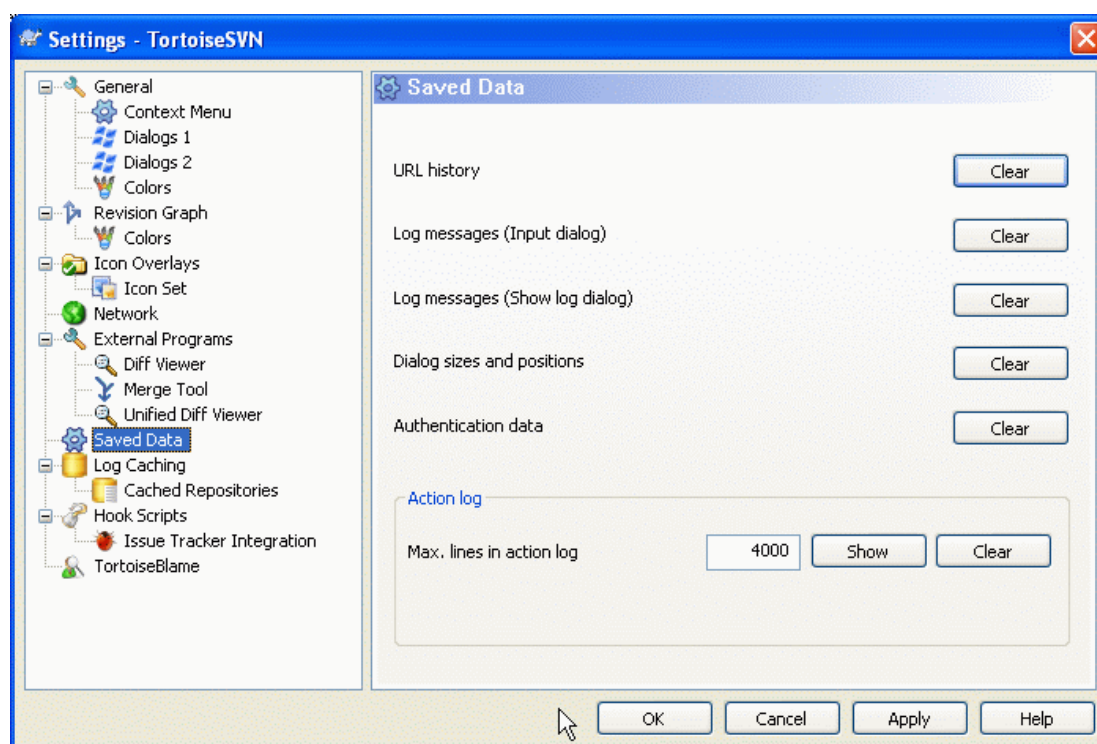 Settings - TortoiseSVN
General
Context Menu
Dialogs 1
Dialogs 2
Colors
Revision Graph
Colors
Icon Overlays
Icon Set
Network
External Programs
Diff Viewer
Merge Tool
Unified Diff Viewer
Saved Data
Log Caching
Cached Repositories
Hook Scripts
Issue Tracker Integration
TortoiseBlame
Saved Data
URL history Clear
Log messages (Input dialog) Clear
Log messages (Show log dialog) Clear
Dialog sizes and positions Clear
Authentication data Clear
Action log
Max. lines in action log 4000 Show Clear
OK Cancel Apply Help